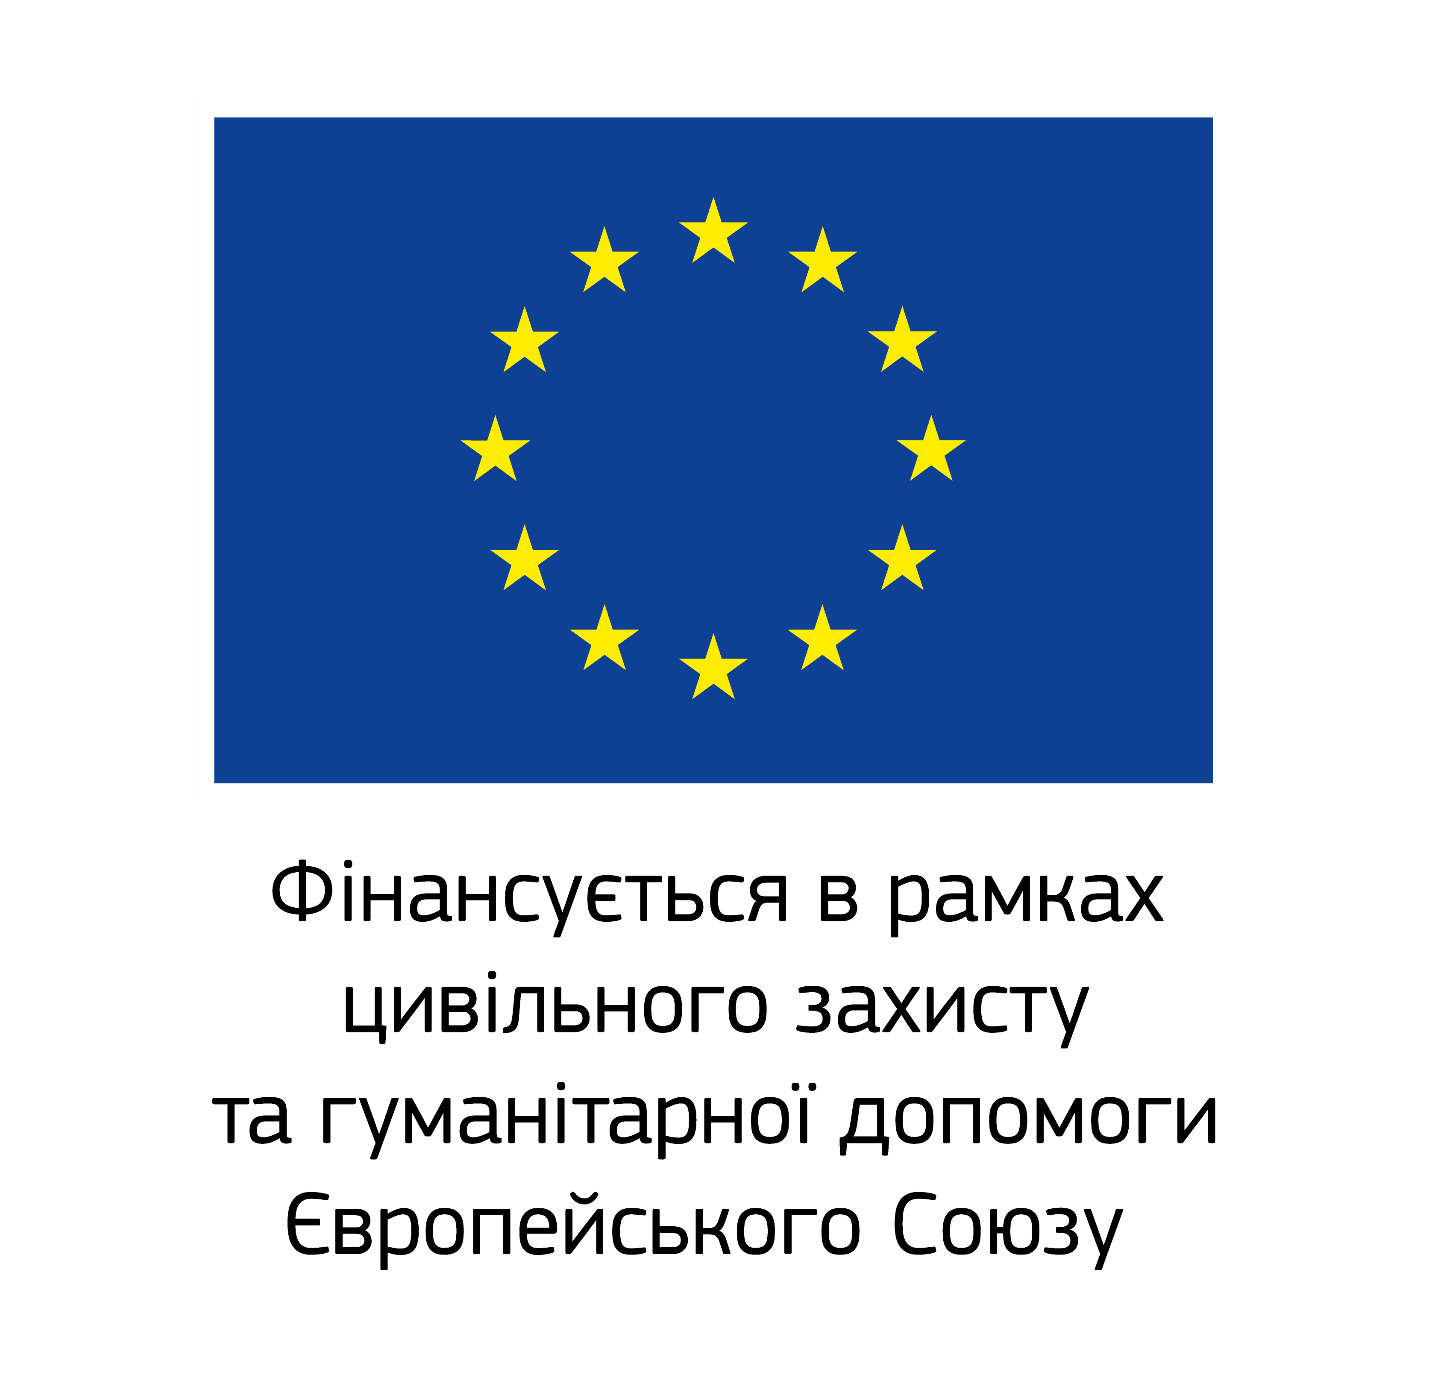 Фінансується в рамках
цивільного захисту
та гуманітарної допомоги
Європейського Союзу